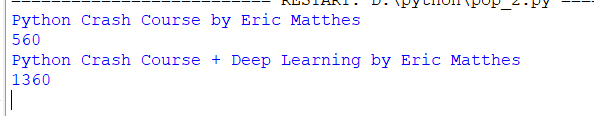 ========================== RESTART: D:\python\pop_2.py ====
Python Crash Course by Eric Matthes
560
Python Crash Course + Deep Learning by Eric Matthes
1360